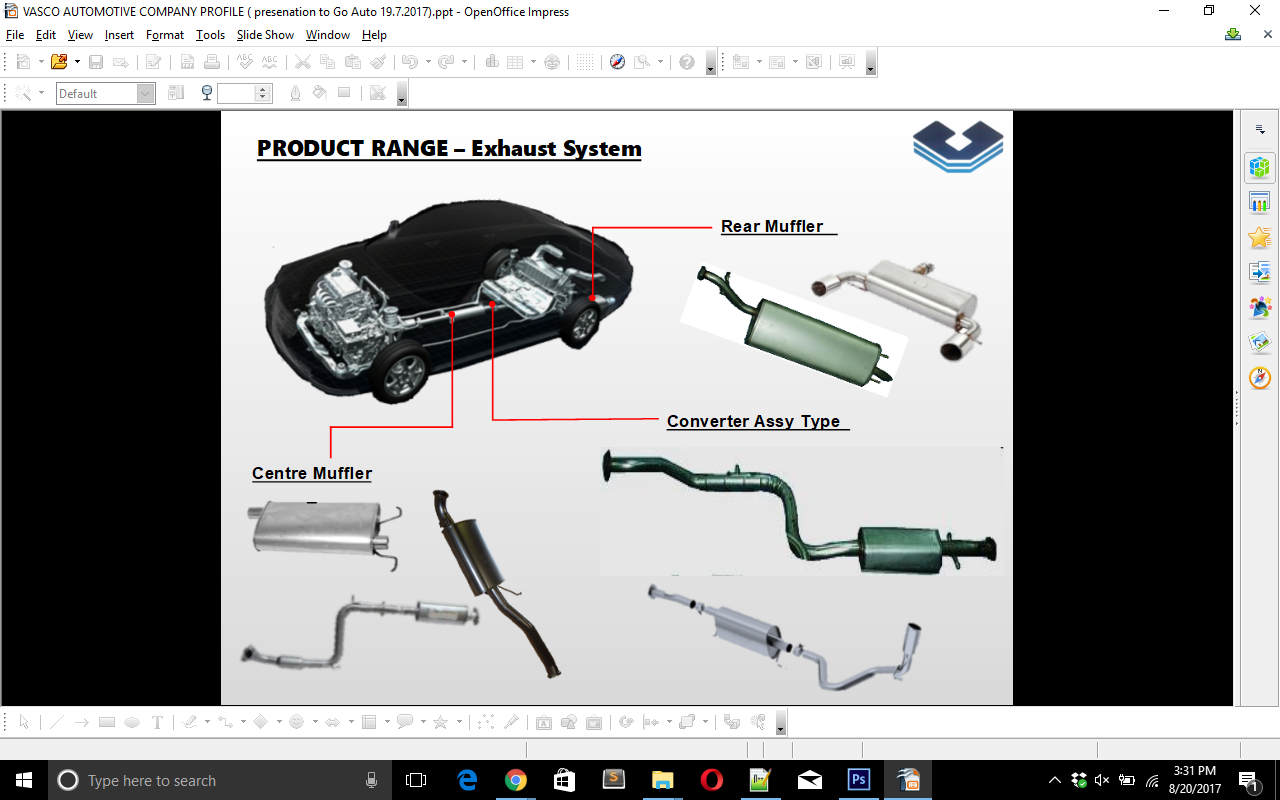 VASCO AUTOMOTIVE COMPANY PROFILE ( presenation to Go Auto 19.7.2017).ppt - OpenOffice Impress
File Edit View Insert Format Tools Slide Show Window Help
Default
PRODUCT RANGE – Exhaust System
Rear Muffler
Converter Assy Type
Centre Muffler
Type here to search
3:31 PM
8/20/2017